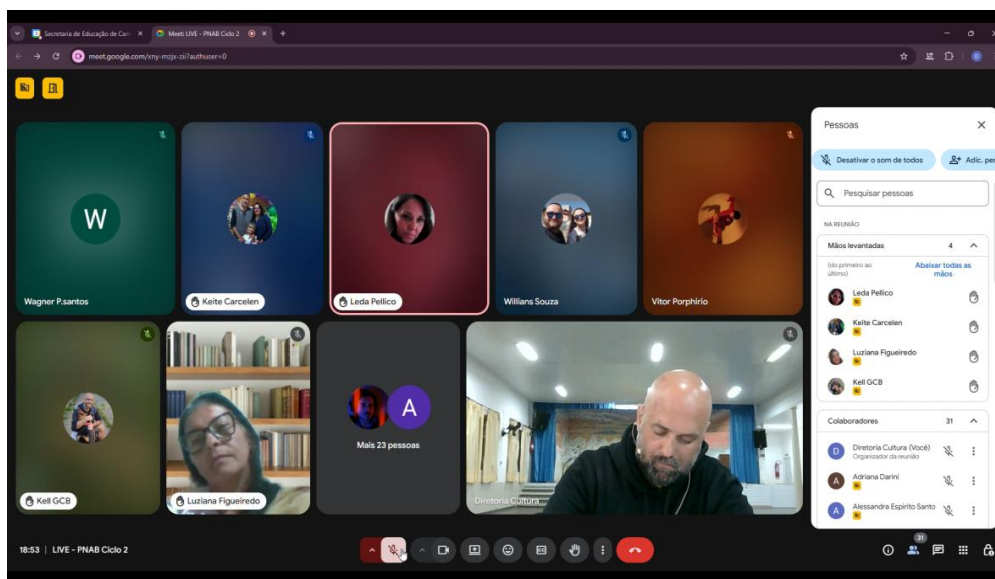 Secretaria de Educação de Car
Meet: LIVE - PNAB Ciclo 2
meet.google.com/xny-mzjx-zii?authuser=0
Pessoas
Desativar o som de todos
Adic. pes
Pesquisar pessoas
NA REUNIÃO
Mãos levantadas 4
(do primeiro ao último)
Abaixar todas as mãos
Leda Pellico
Keite Carcelen
Luziana Figueiredo
Kell GCB
Colaboradores 31
D
Diretoria Cultura (Você)
Organizador da reunião
A
Adriana Darini
A
Alessandra Espirito Santo
W
Wagner P.santos
Keite Carcelen
Leda Pellico
Willians Souza
Vitor Porphirio
Kell GCB
Luziana Figueiredo
A
Mais 23 pessoas
Diretoria Cultura
18:53 | LIVE - PNAB Ciclo 2
31